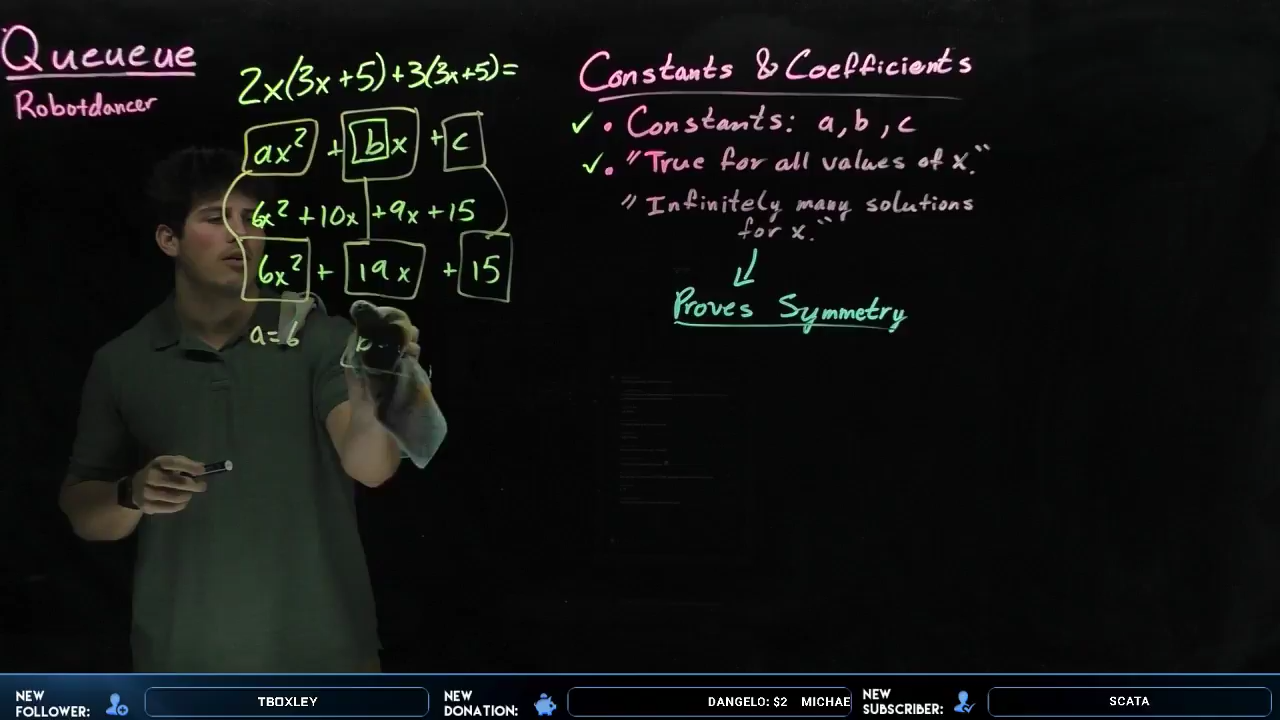 Queueue
Robotdancer
2x(3x+5)+3(3x+5)=
ax² + bx + c
6x² + 10x + 9x + 15
6x² + 19x + 15
a=6
b
Constants & Coefficients
✓ • Constants: a, b, c
✓ • "True for all values of x."
"Infinitely many solutions
for x."
Proves Symmetry
NEW FOLLOWER: TBOXLEY
NEW DONATION: DANGELO: $2 MICHAE
NEW SUBSCRIBER: SCATA